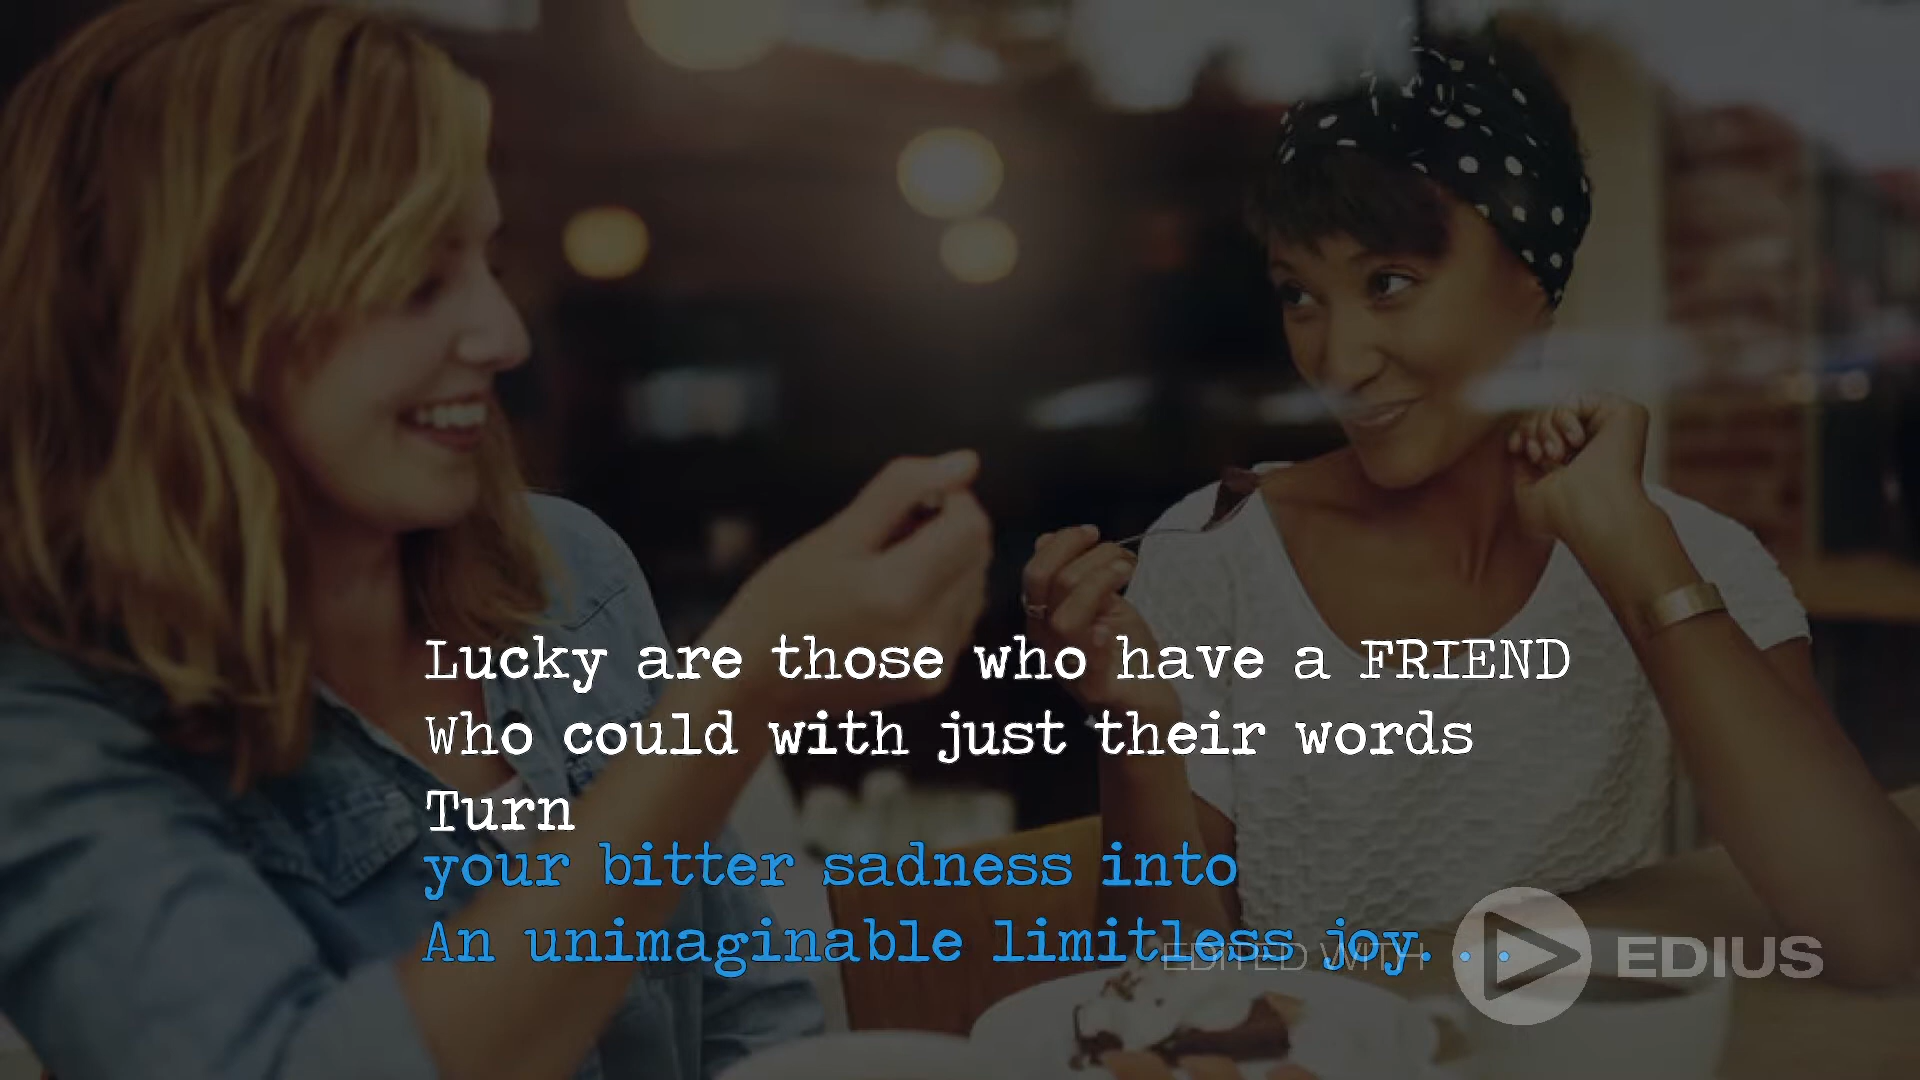 Lucky are those who have a FRIEND
Who could with just their words
Turn
your bitter sadness into
An unimaginable limitless joy...
EDITED WITH EDIUS